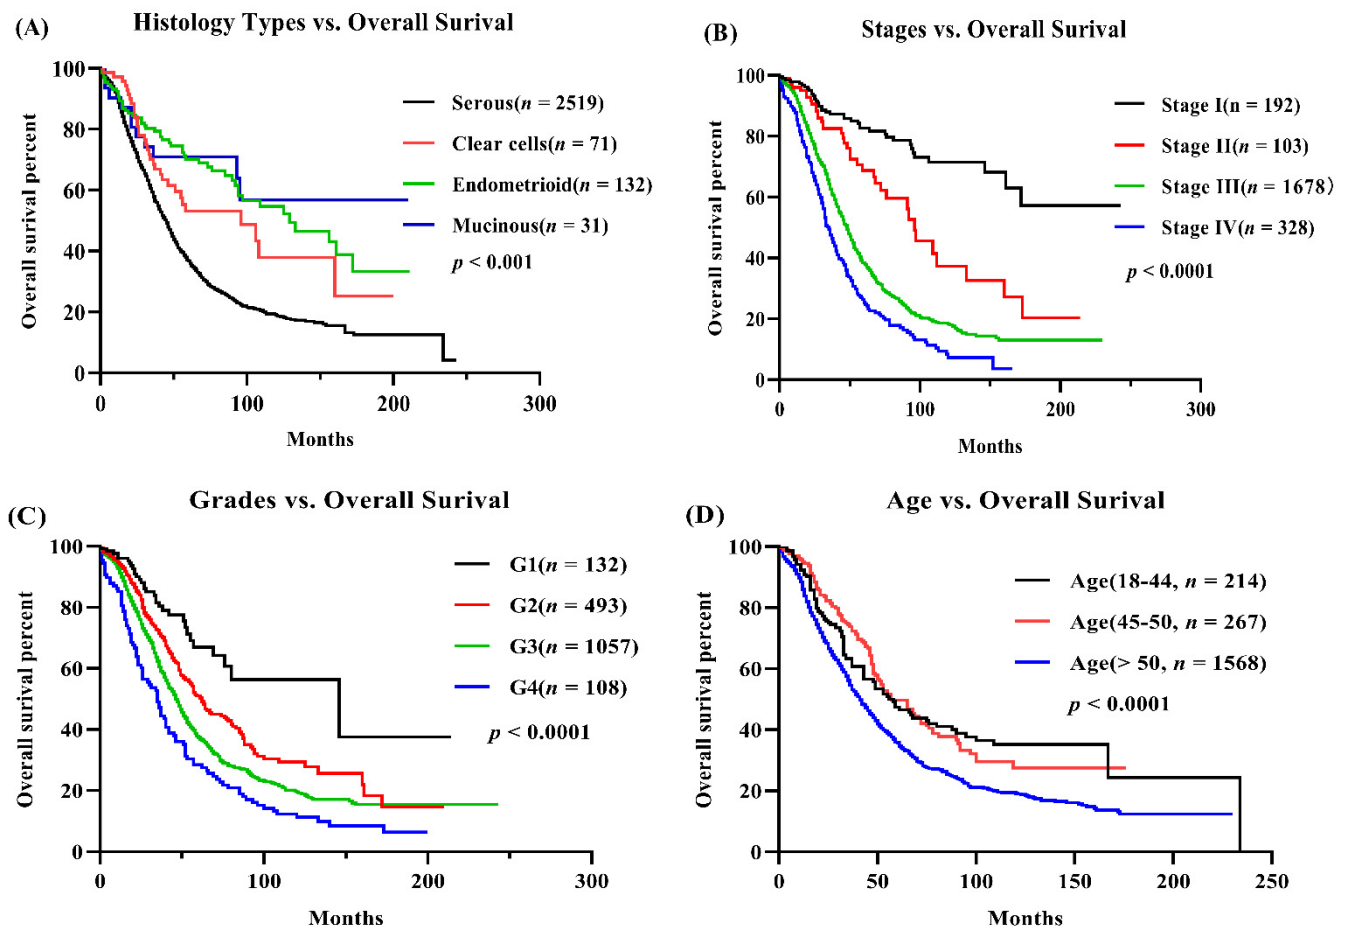 (A)
Histology Types vs. Overall Surival
100
80
60
40
20
0
Overall survival percent
Serous(n = 2519)
Clear cells(n = 71)
Endometrioid(n = 132)
Mucinous(n = 31)
p < 0.001
0 100 200 300
Months
(B)
Stages vs. Overall Survival
100
80
60
40
20
0
Overall survival percent
Stage I(n = 192)
Stage II(n = 103)
Stage III(n = 1678）
Stage IV(n = 328)
p < 0.0001
0 100 200 300
Months
(C)
Grades vs. Overall Surival
100
80
60
40
20
0
Overall survival percent
G1(n = 132)
G2(n = 493)
G3(n = 1057)
G4(n = 108)
p < 0.0001
0 100 200 300
Months
(D)
Age vs. Overall Survival
100
80
60
40
20
0
Overall survival percent
Age(18-44, n = 214)
Age(45-50, n = 267)
Age(> 50, n = 1568)
p < 0.0001
0 50 100 150 200 250
Months